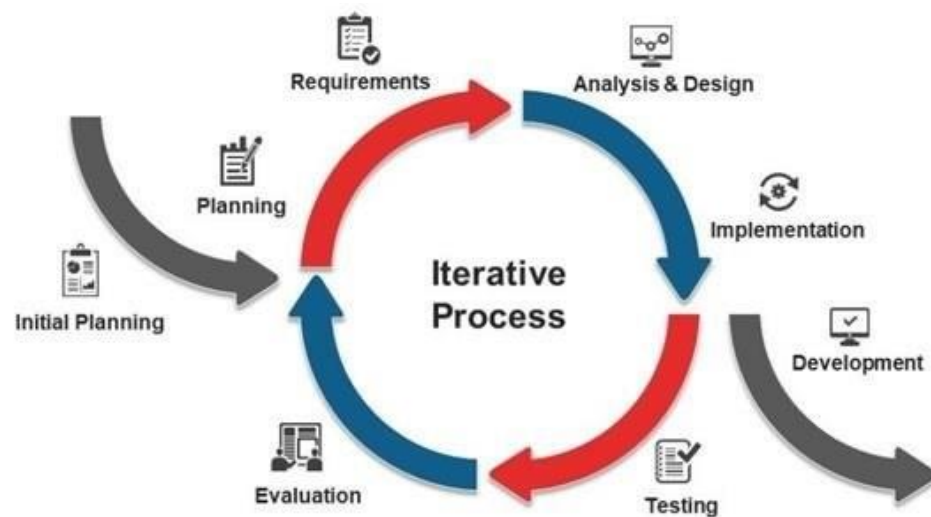 Requirements
Analysis & Design
Planning
Implementation
Iterative
Process
Initial Planning
Development
Evaluation
Testing